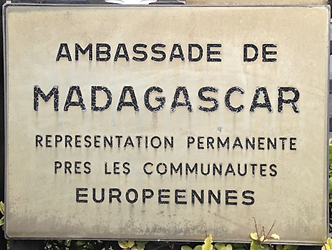 AMBASSADE DE
MADAGASCAR
REPRESENTATION PERMANENTE
PRES LES COMMUNAUTES
EUROPEENNES